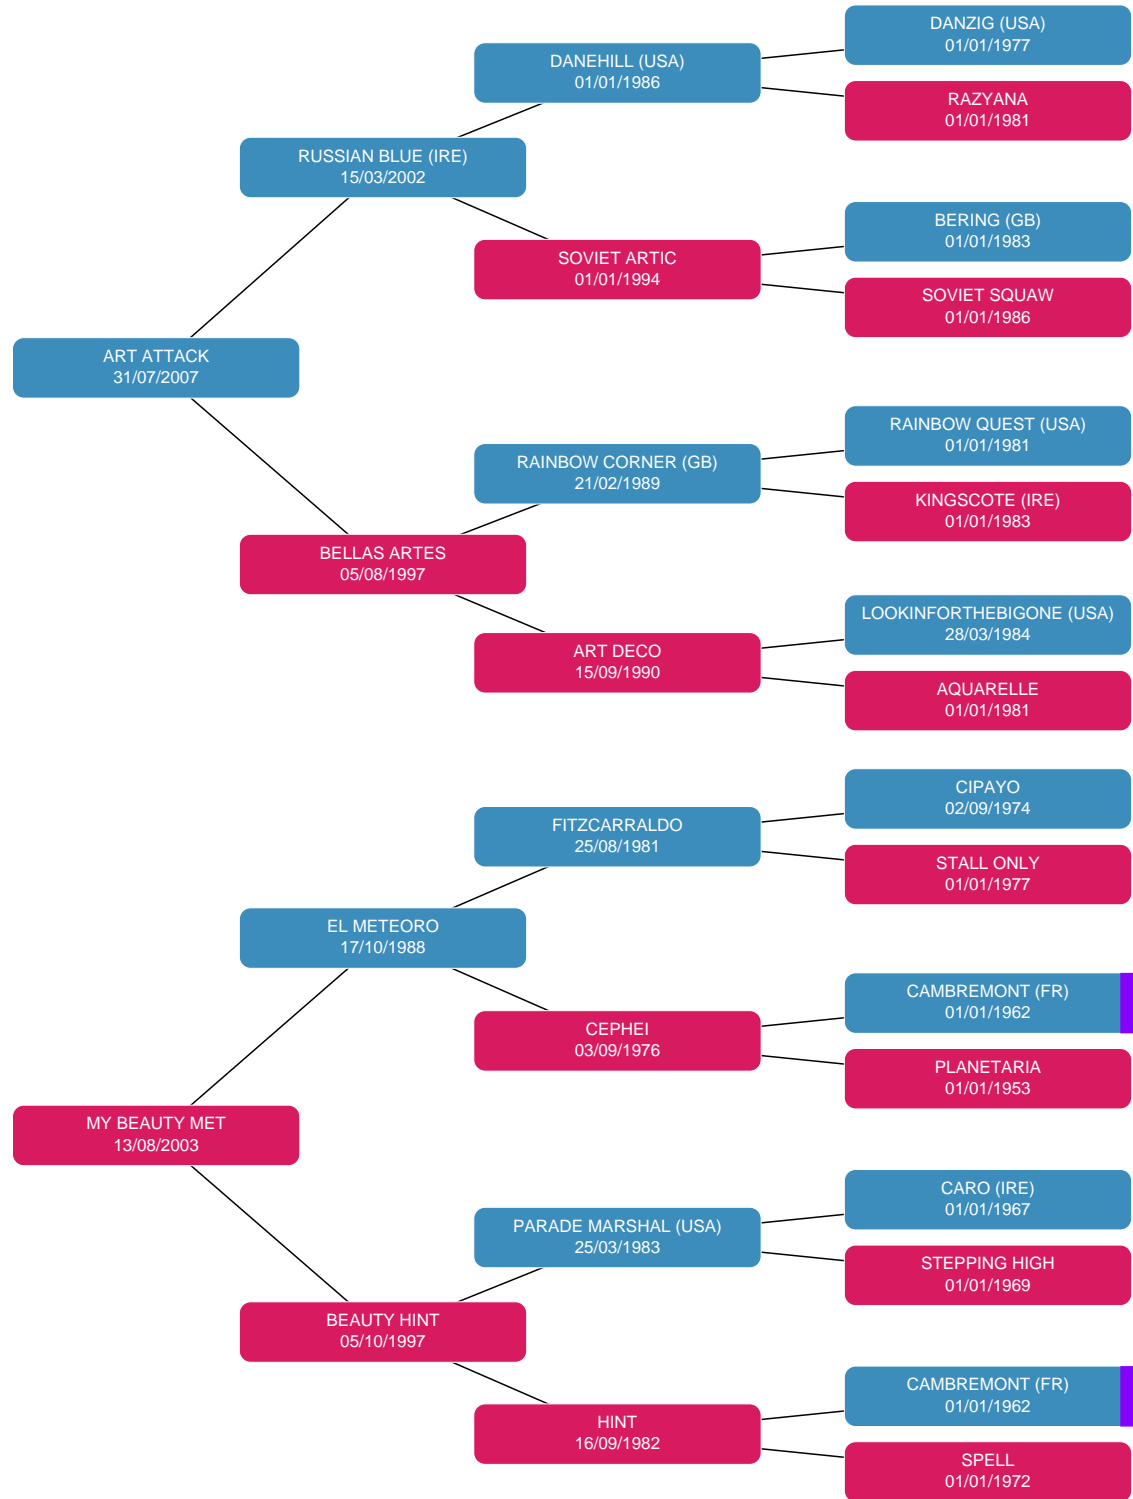 DANZIG (USA)
01/01/1977
DANEHILL (USA)
01/01/1986
RAZYANA
01/01/1981
RUSSIAN BLUE (IRE)
15/03/2002
BERING (GB)
01/01/1983
SOVIET ARTIC
01/01/1994
SOVIET SQUAW
01/01/1986
ART ATTACK
31/07/2007
RAINBOW QUEST (USA)
01/01/1981
RAINBOW CORNER (GB)
21/02/1989
KINGSCOTE (IRE)
01/01/1983
BELLAS ARTES
05/08/1997
LOOKINFORTHEBIGONE (USA)
28/03/1984
ART DECO
15/09/1990
AQUARELLE
01/01/1981
CIPAYO
02/09/1974
FITZCARRALDO
25/08/1981
STALL ONLY
01/01/1977
EL METEORO
17/10/1988
CAMBREMONT (FR)
01/01/1962
CEPHEI
03/09/1976
PLANETARIA
01/01/1953
MY BEAUTY MET
13/08/2003
CARO (IRE)
01/01/1967
PARADE MARSHAL (USA)
25/03/1983
STEPPING HIGH
01/01/1969
BEAUTY HINT
05/10/1997
CAMBREMONT (FR)
01/01/1962
HINT
16/09/1982
SPELL
01/01/1972